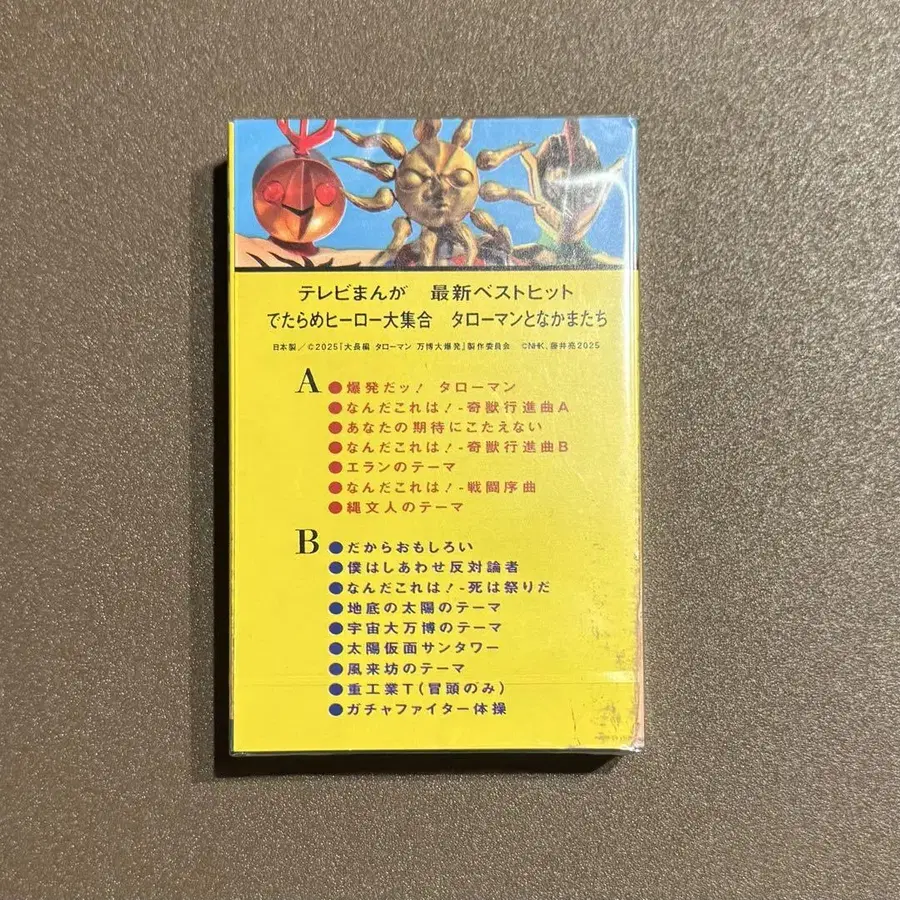 テレビまんが 最新ベストヒット
でたらめヒーロー大集合 タローマンとなかまたち
日本製/©2025「大長編 タローマン 万博大爆発」製作委員会 ©NHK、藤井亮2025
A
●爆発だッ! タローマン
●なんだこれは!-奇獣行進曲A
●あなたの期待にこたえない
●なんだこれは!-奇獣行進曲B
●エランのテーマ
●なんだこれは!-戦闘序曲
●縄文人のテーマ
B
●だからおもしろい
●僕はしあわせ反対論者
●なんだこれは!-死は祭りだ
●地底の太陽のテーマ
●宇宙大万博のテーマ
●太陽仮面サンタワー
●風来坊のテーマ
●重工業T(冒頭のみ)
●ガチャファイター体操